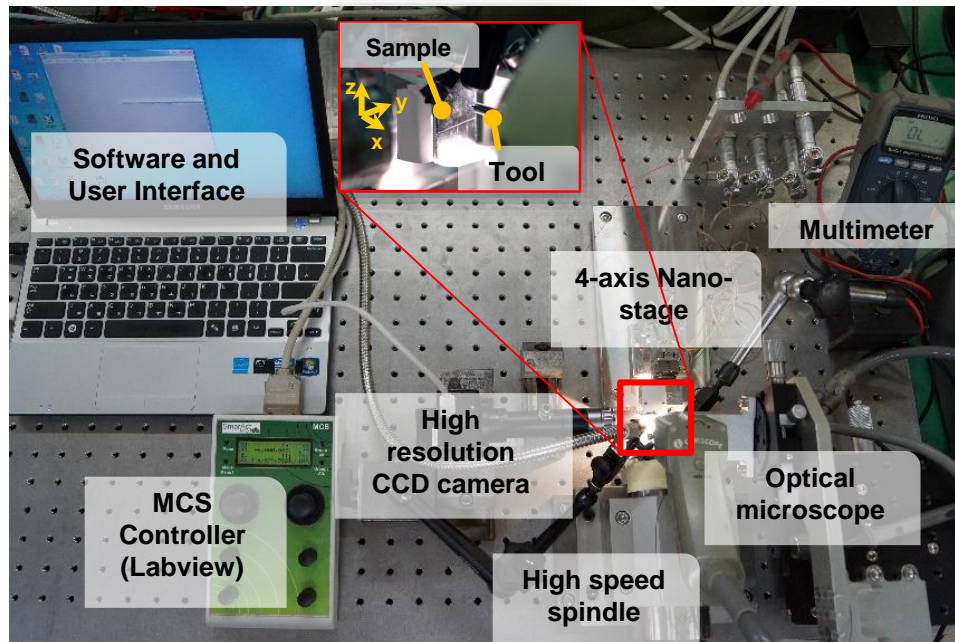 Sample
z
y
x
Tool
Software and
User Interface
Multimeter
4-axis Nano-
stage
High
resolution
CCD camera
MCS
MCS
Controller
(Labview)
Optical
microscope
High speed
spindle